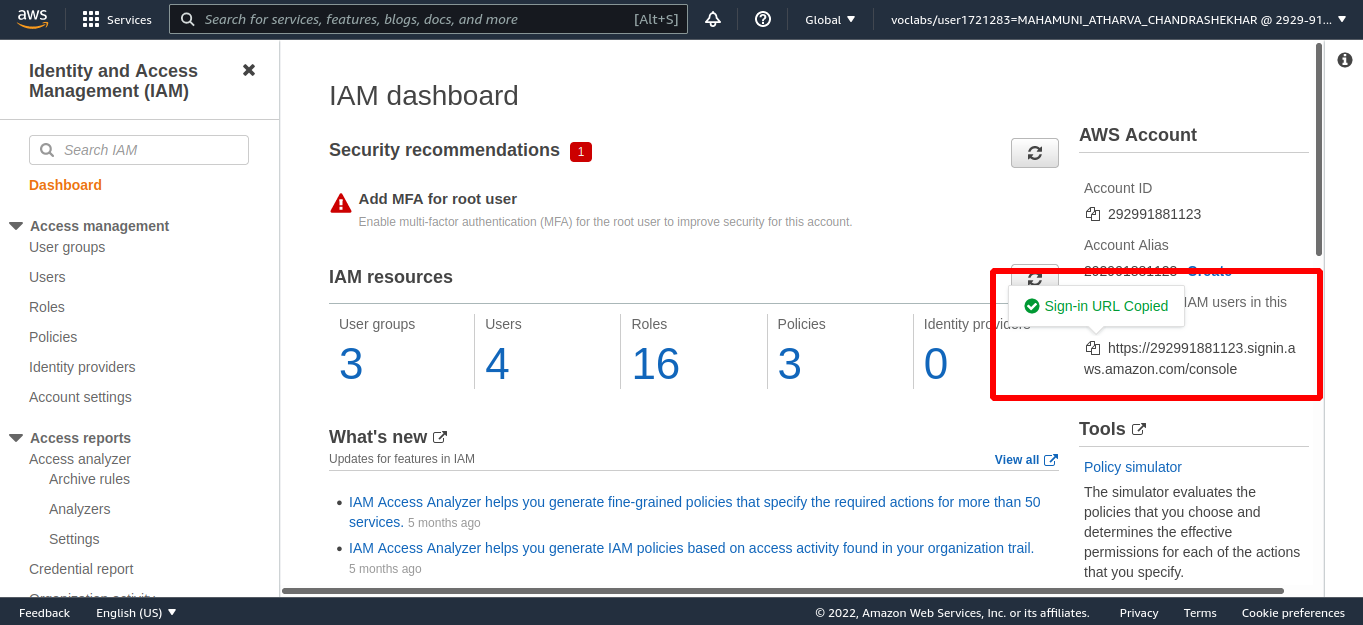 aws
Services
Search for services, features, blogs, docs, and more
[Alt+S]
Global
voclabs/user1721283=MAHAMUNI_ATHARVA_CHANDRASHEKHAR @ 2929-91...
Identity and Access
Management (IAM)
Search IAM
Dashboard
Access management
User groups
Users
Roles
Policies
Identity providers
Account settings
Access reports
Access analyzer
Archive rules
Analyzers
Settings
Credential report
Organization activity
IAM dashboard
Security recommendations 1
Add MFA for root user
Enable multi-factor authentication (MFA) for the root user to improve security for this account.
IAM resources
User groups
3
Users
4
Roles
16
Policies
3
Identity providers
0
What's new
Updates for features in IAM
View all
IAM Access Analyzer helps you generate fine-grained policies that specify the required actions for more than 50
services. 5 months ago
IAM Access Analyzer helps you generate IAM policies based on access activity found in your organization trail.
5 months ago
AWS Account
Account ID
292991881123
Account Alias
292991881123 Create
Sign-in URL Copied
IAM users in this
https://292991881123.signin.a
ws.amazon.com/console
Tools
Policy simulator
The simulator evaluates the
policies that you choose and
determines the effective
permissions for each of the actions
that you specify.
Feedback
English (US)
© 2022, Amazon Web Services, Inc. or its affiliates.
Privacy
Terms
Cookie preferences